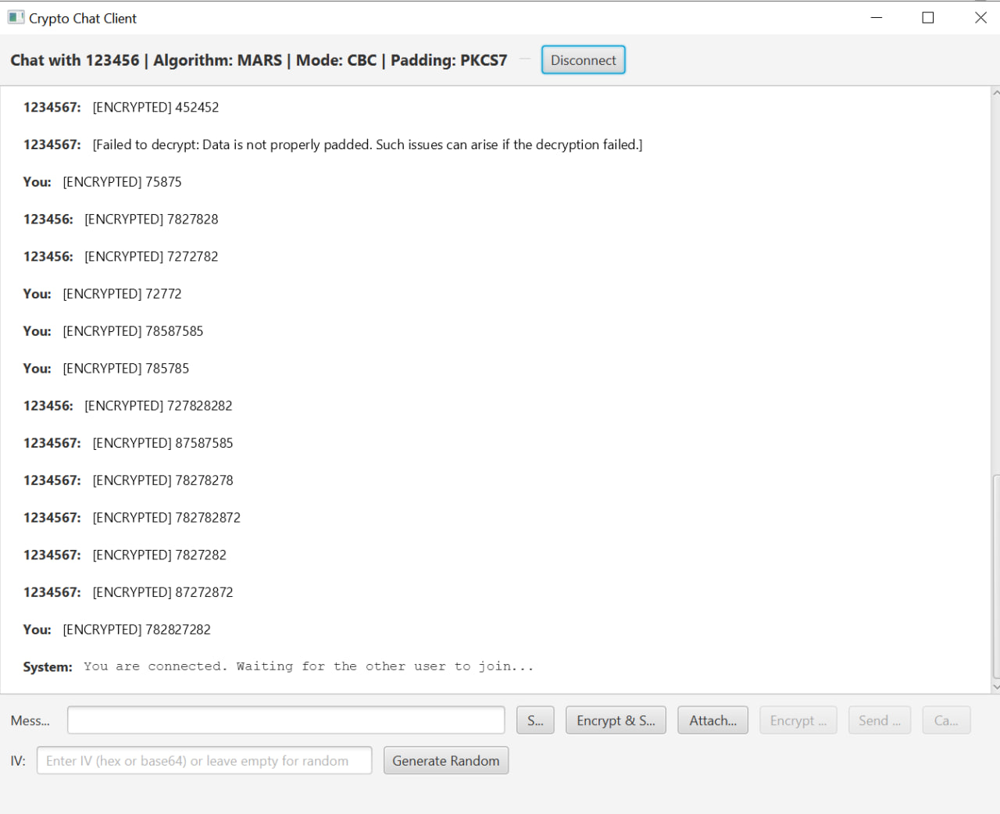 Crypto Chat Client
Chat with 123456 | Algorithm: MARS | Mode: CBC | Padding: PKCS7 Disconnect
1234567: [ENCRYPTED] 452452
1234567: [Failed to decrypt: Data is not properly padded. Such issues can arise if the decryption failed.]
You: [ENCRYPTED] 75875
123456: [ENCRYPTED] 7827828
123456: [ENCRYPTED] 7272782
You: [ENCRYPTED] 72772
You: [ENCRYPTED] 78587585
You: [ENCRYPTED] 785785
123456: [ENCRYPTED] 727828282
1234567: [ENCRYPTED] 87587585
1234567: [ENCRYPTED] 78278278
1234567: [ENCRYPTED] 782782872
1234567: [ENCRYPTED] 7827282
1234567: [ENCRYPTED] 87272872
You: [ENCRYPTED] 782827282
System: You are connected. Waiting for the other user to join...
Mess... S... Encrypt & S... Attach... Encrypt ... Send ... Ca...
IV: Enter IV (hex or base64) or leave empty for random Generate Random